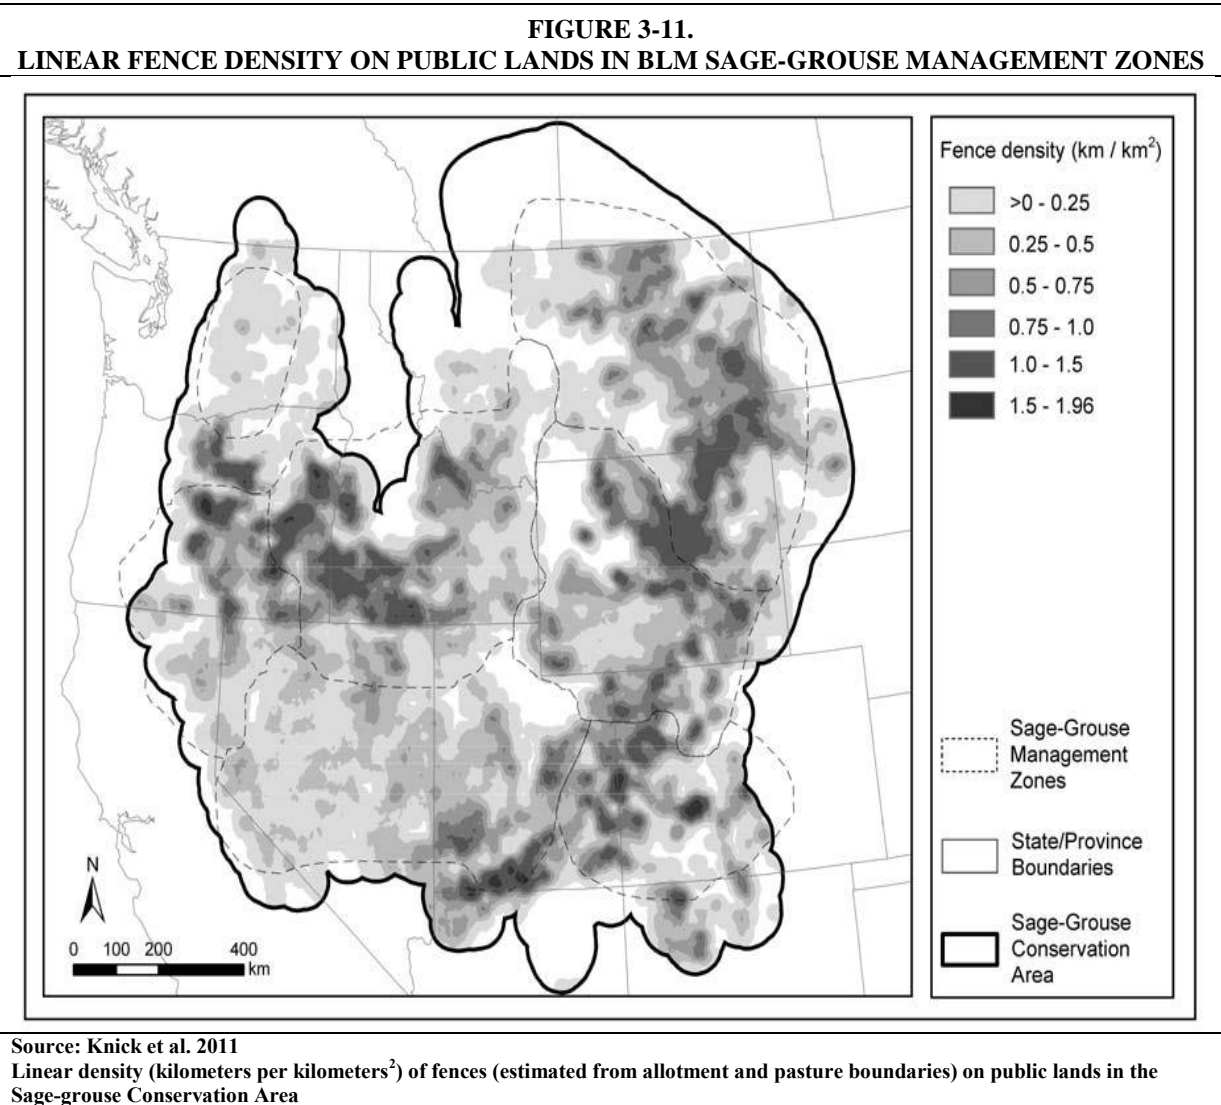 FIGURE 3-11.
LINEAR FENCE DENSITY ON PUBLIC LANDS IN BLM SAGE-GROUSE MANAGEMENT ZONES
Fence density (km / km²)
>0 - 0.25
0.25 - 0.5
0.5 - 0.75
0.75 - 1.0
1.0 - 1.5
1.5 - 1.96
Sage-Grouse
Management
Zones
State/Province
Boundaries
Sage-Grouse
Conservation
Area
N
0 100 200 400
km
Source: Knick et al. 2011
Linear density (kilometers per kilometers²) of fences (estimated from allotment and pasture boundaries) on public lands in the
Sage-grouse Conservation Area